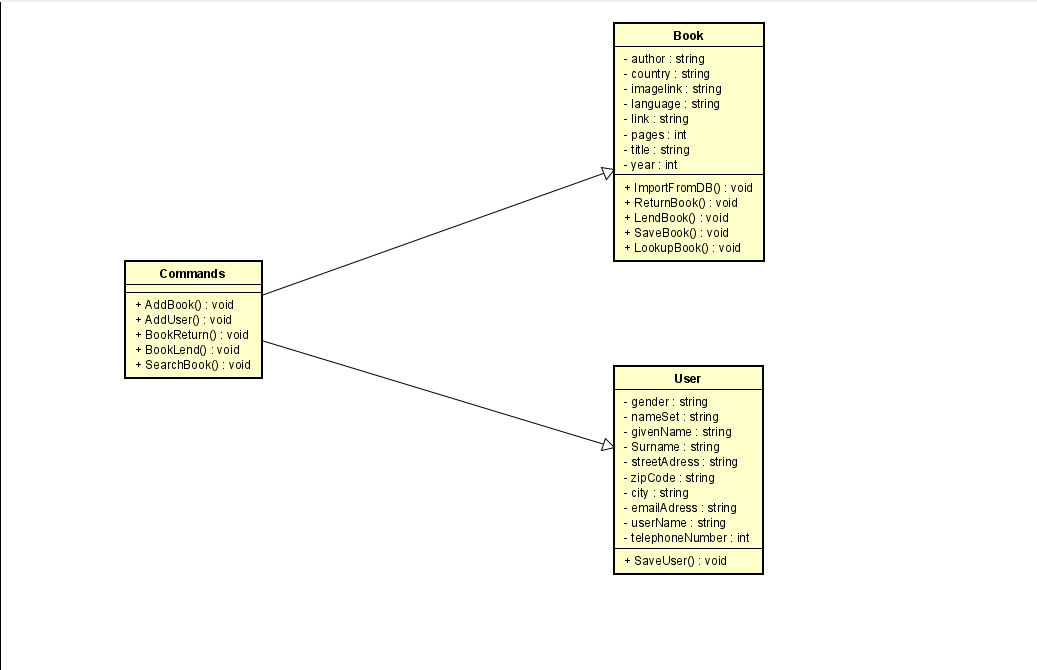 Book
- author : string
- country : string
- imagelink : string
- language : string
- link : string
- pages : int
- title : string
- year : int
+ ImportFromDB() : void
+ ReturnBook() : void
+ LendBook() : void
+ SaveBook() : void
+ LookupBook() : void
Commands
+ AddBook() : void
+ AddUser() : void
+ BookReturn() : void
+ BookLend() : void
+ SearchBook() : void
User
- gender : string
- nameSet : string
- givenName : string
- Surname : string
- streetAdress : string
- zipCode : string
- city : string
- emailAdress : string
- userName : string
- telephoneNumber : int
+ SaveUser() : void